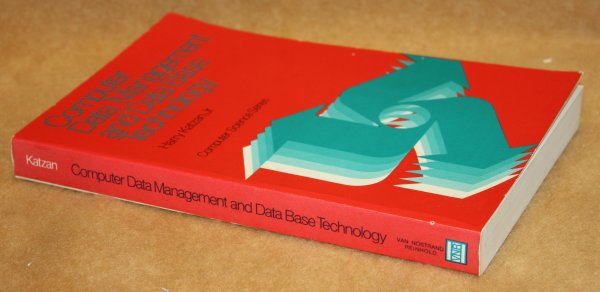 Computer
Data Management
and Data Base
Technology
Harry Katzan, Jr.
Computer Science Series
Katzan
Computer Data Management and Data Base Technology
VAN NOSTRAND
REINHOLD